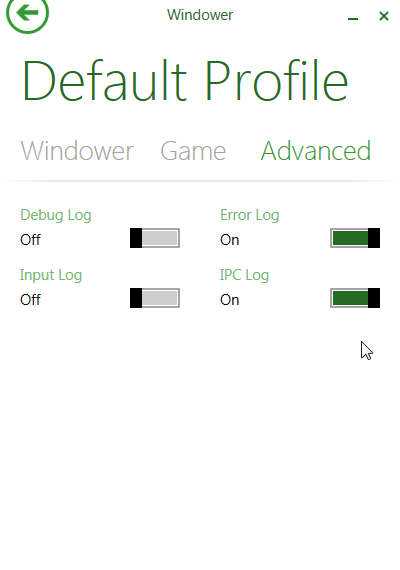 Windower
Default Profile
Windower Game Advanced
Debug Log Error Log
Off On
Input Log IPC Log
Off On